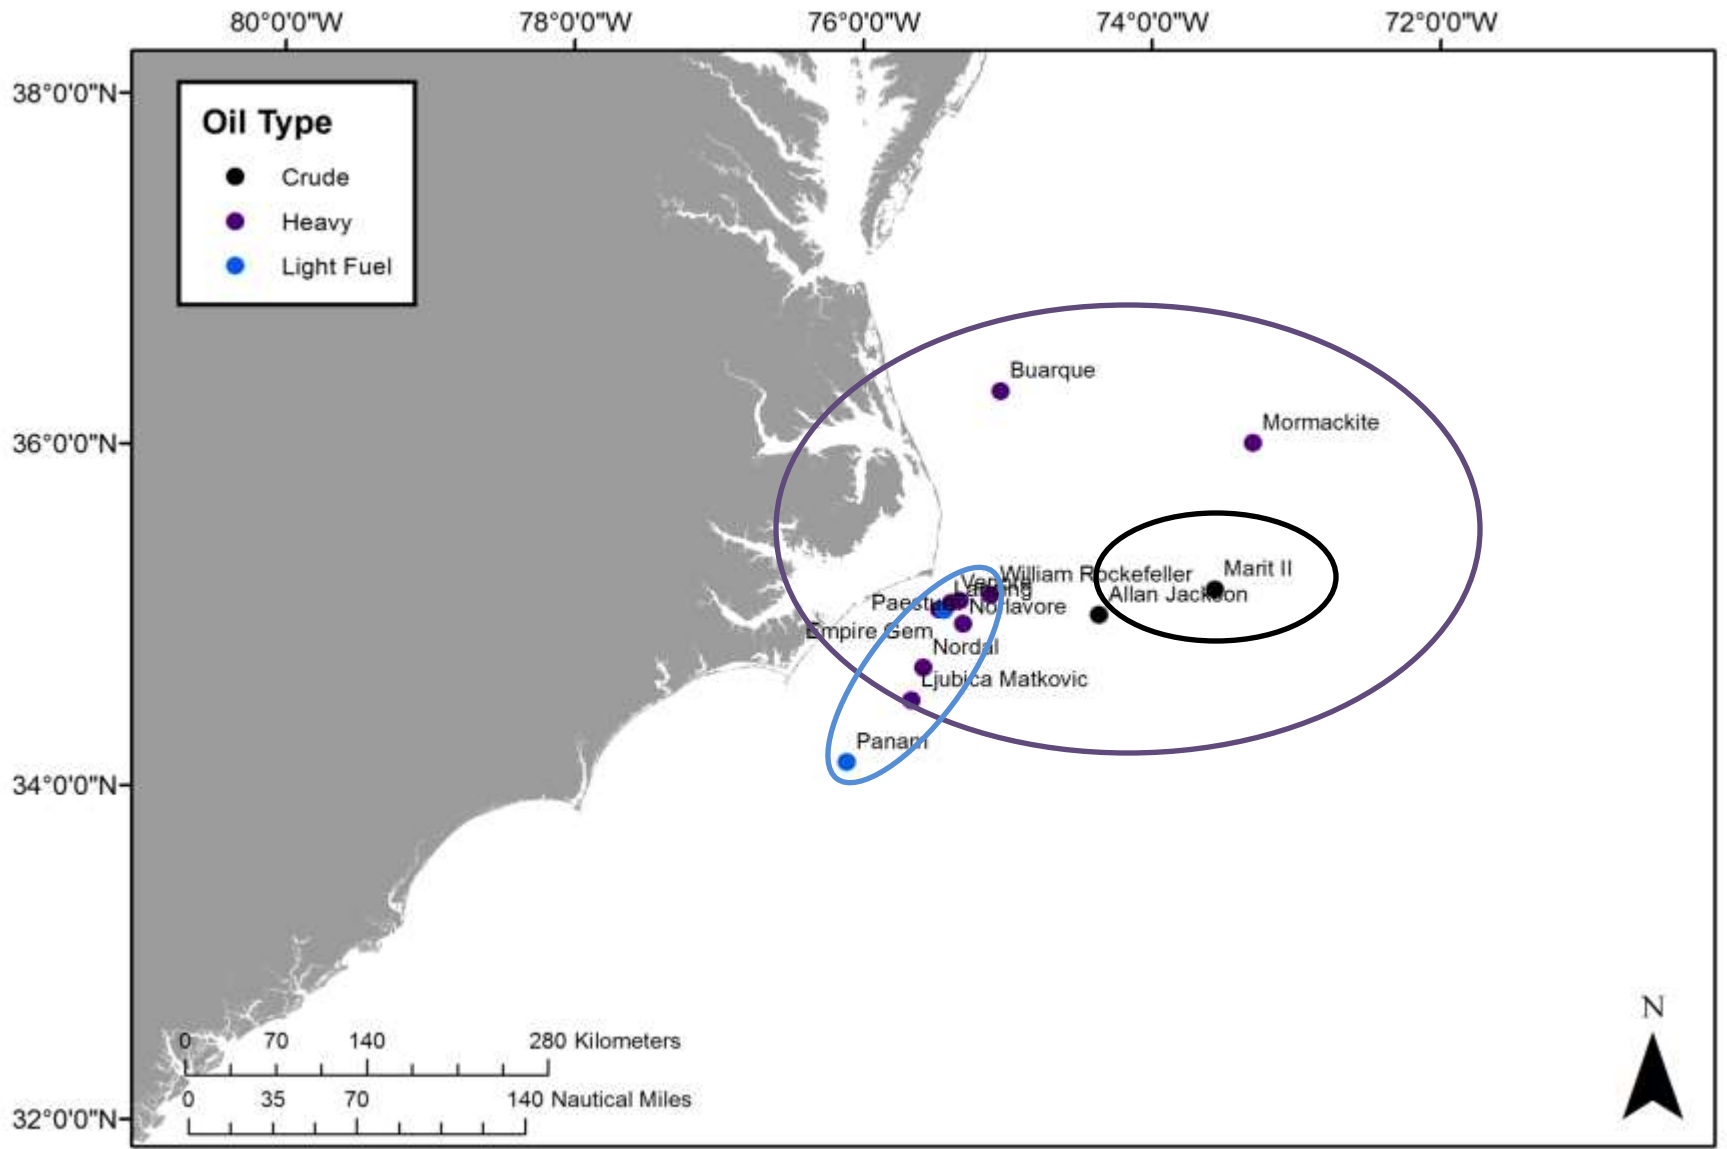 80°0'0"W 78°0'0"W 76°0'0"W 74°0'0"W 72°0'0"W
38°0'0"N
Oil Type
Crude
Heavy
Light Fuel
Buarque
Mormackite
36°0'0"N
Marit II
William Rockefeller
Allan Jackson
Norlavore
Empire Gem
Nordal
Ljubica Matkovic
Panam
34°0'0"N
N
0 70 140 280 Kilometers
0 35 70 140 Nautical Miles
32°0'0"N